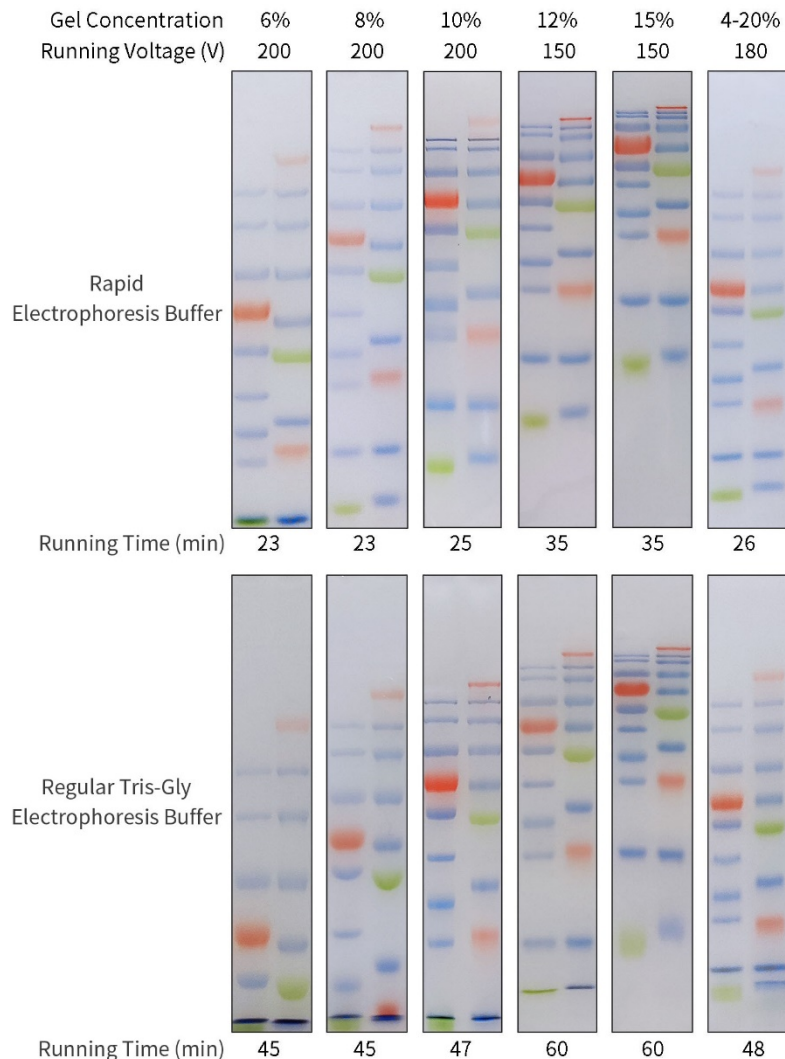 Gel Concentration 6% 8% 10% 12% 15% 4-20%
Running Voltage (V) 200 200 200 150 150 180
Rapid
Electrophoresis Buffer
Running Time (min) 23 23 25 35 35 26
Regular Tris-Gly
Electrophoresis Buffer
Running Time (min) 45 45 47 60 60 48